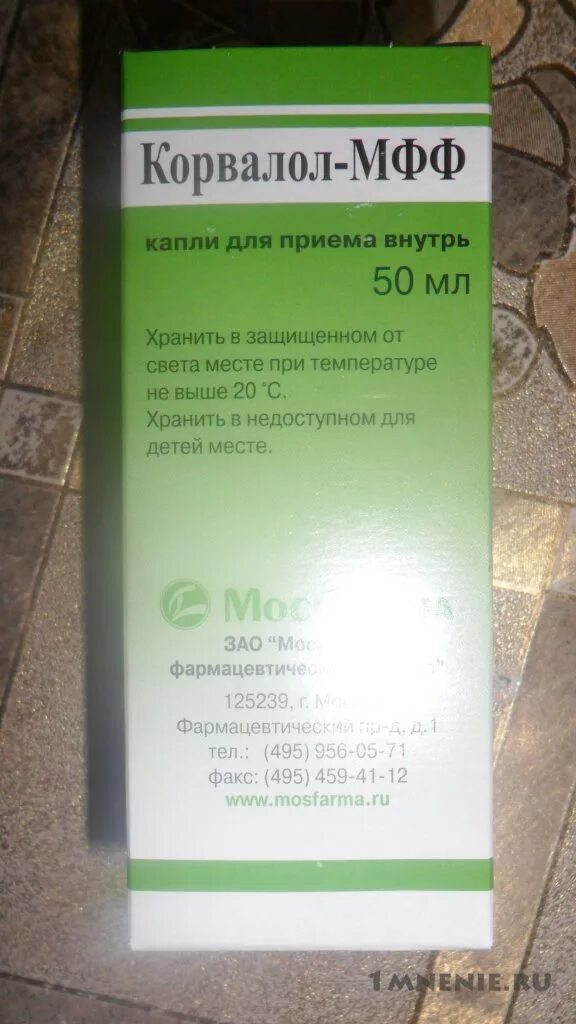 Корвалол-МФФ
капли для приема внутрь
50 мл
Хранить в защищенном от
света месте при температуре
не выше 20 °C.
Хранить в недоступном для
детей месте.
ЗАО
125239, г.
Фармацевтический пр-д, д.1
тел.: (495) 956-05-71
факс: (495) 459-41-12
www.mosfarma.ru
1MNENIE.RU